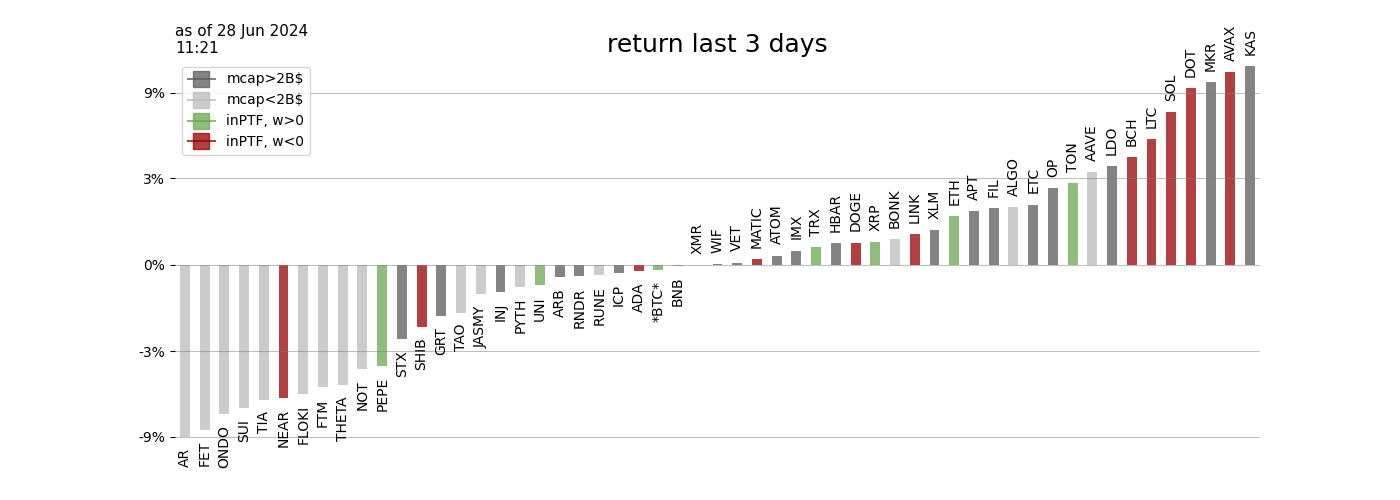 as of 28 Jun 2024
11:21
return last 3 days
mcap>2B$
mcap<2B$
inPTF, w>0
inPTF, w<0
9%
3%
0%
-3%
-9%
AR
FET
ONDO
SUI
TIA
NEAR
FLOKI
FTM
THETA
NOT
PEPE
STX
SHIB
GRT
TAO
JASMY
INJ
PYTH
UNI
ARB
RNDR
RUNE
ICP
ADA
*BTC*
BNB
XMR
WIF
VET
MATIC
ATOM
IMX
TRX
HBAR
DOGE
XRP
BONK
LINK
XLM
ETH
APT
FIL
ALGO
ETC
OP
TON
AAVE
LDO
BCH
LTC
SOL
DOT
MKR
AVAX
KAS